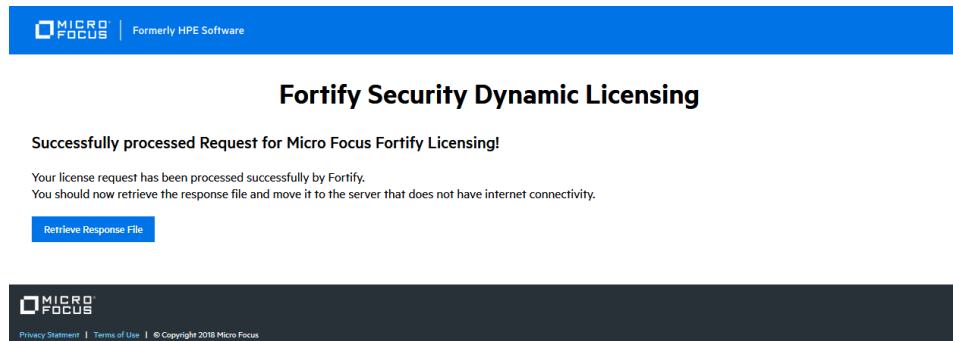 MICRO
FOCUS
Formerly HPE Software
Fortify Security Dynamic Licensing
Successfully processed Request for Micro Focus Fortify Licensing!
Your license request has been processed successfully by Fortify.
You should now retrieve the response file and move it to the server that does not have internet connectivity.
Retrieve Response File
MICRO
FOCUS
Privacy Statment | Terms of Use | © Copyright 2018 Micro Focus